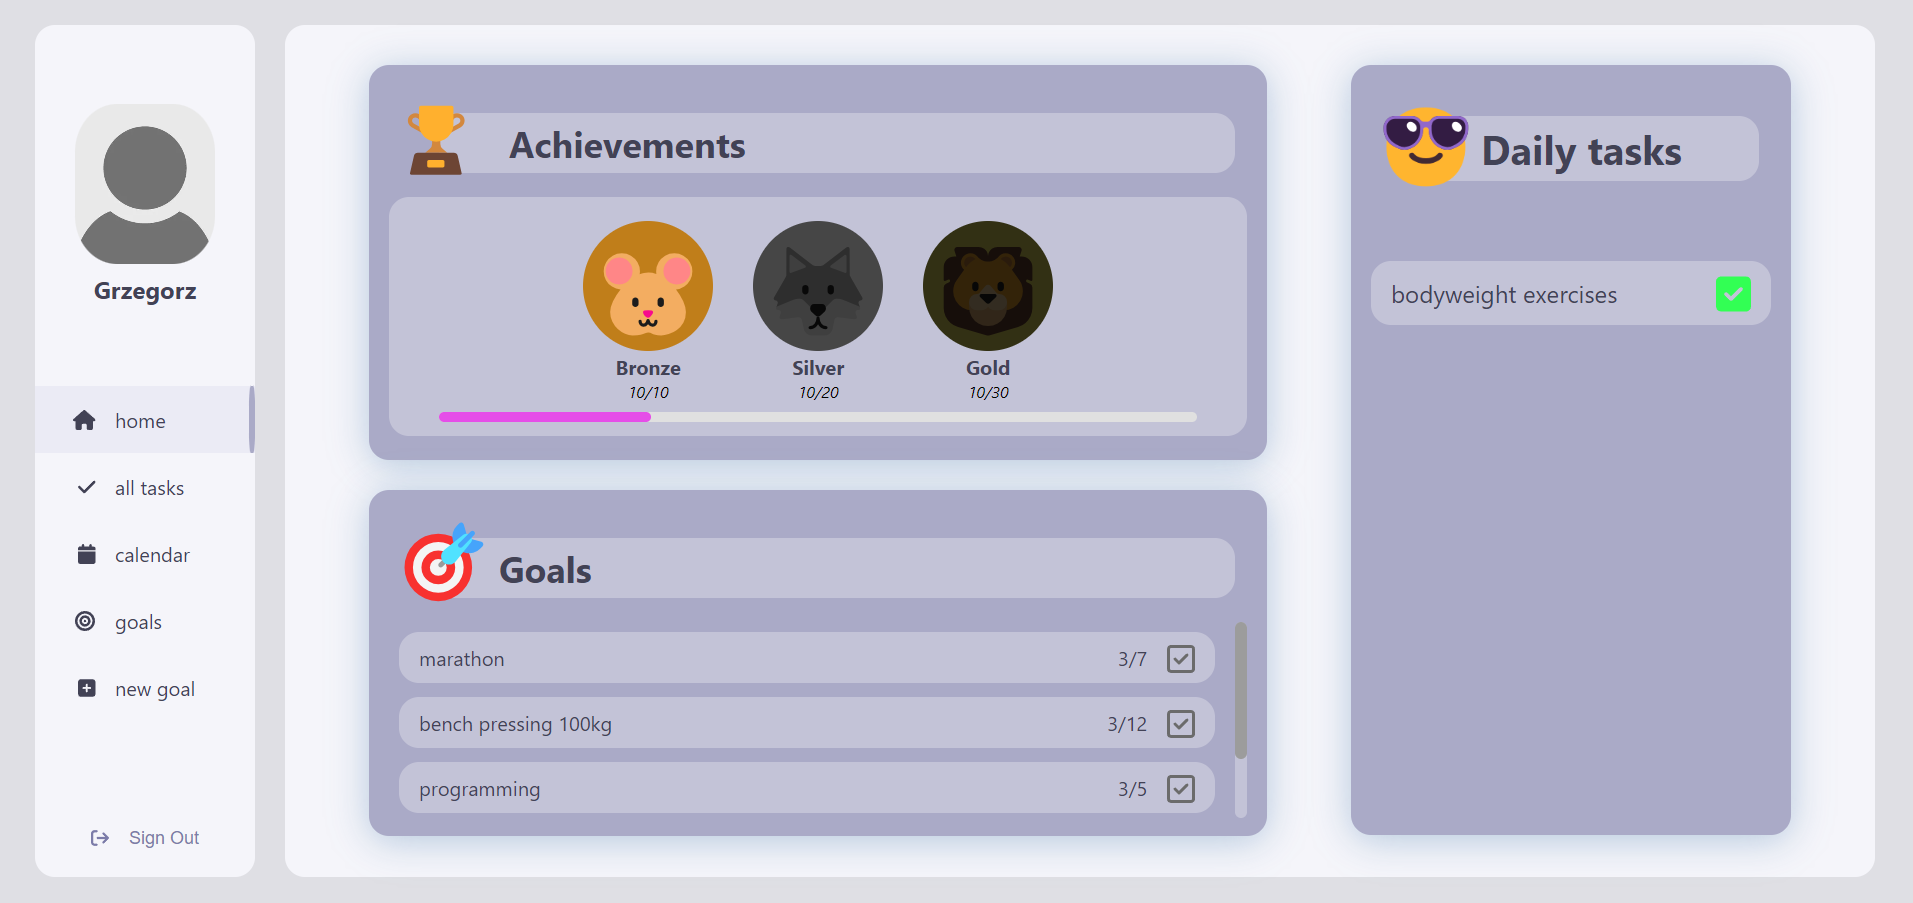 Grzegorz
home
all tasks
calendar
goals
new goal
Sign Out
Achievements
Bronze
10/10
Silver
10/20
Gold
10/30
Goals
marathon 3/7
bench pressing 100kg 3/12
programming 3/5
Daily tasks
bodyweight exercises